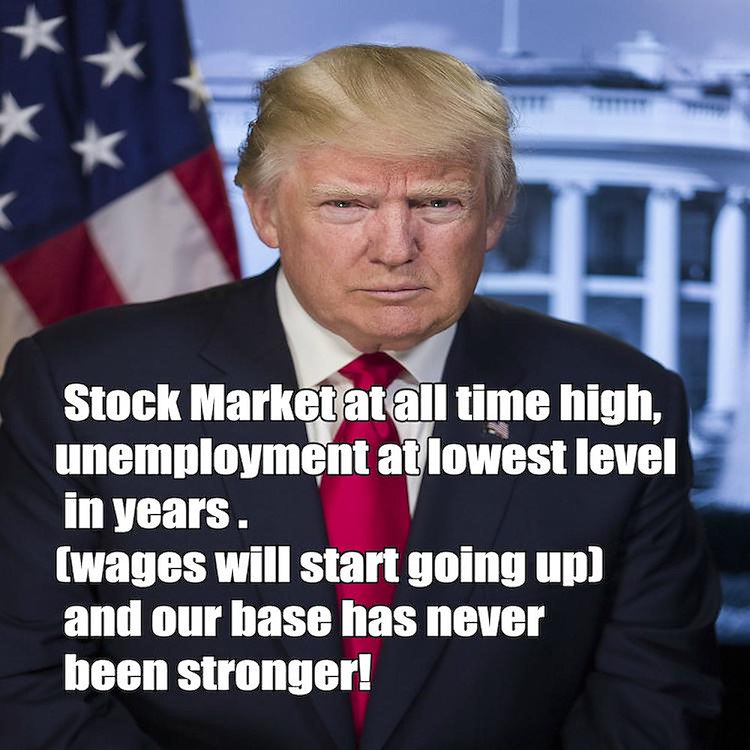 Stock Market at all time high,
unemployment at lowest level
in years .
(wages will start going up)
and our base has never
been stronger!